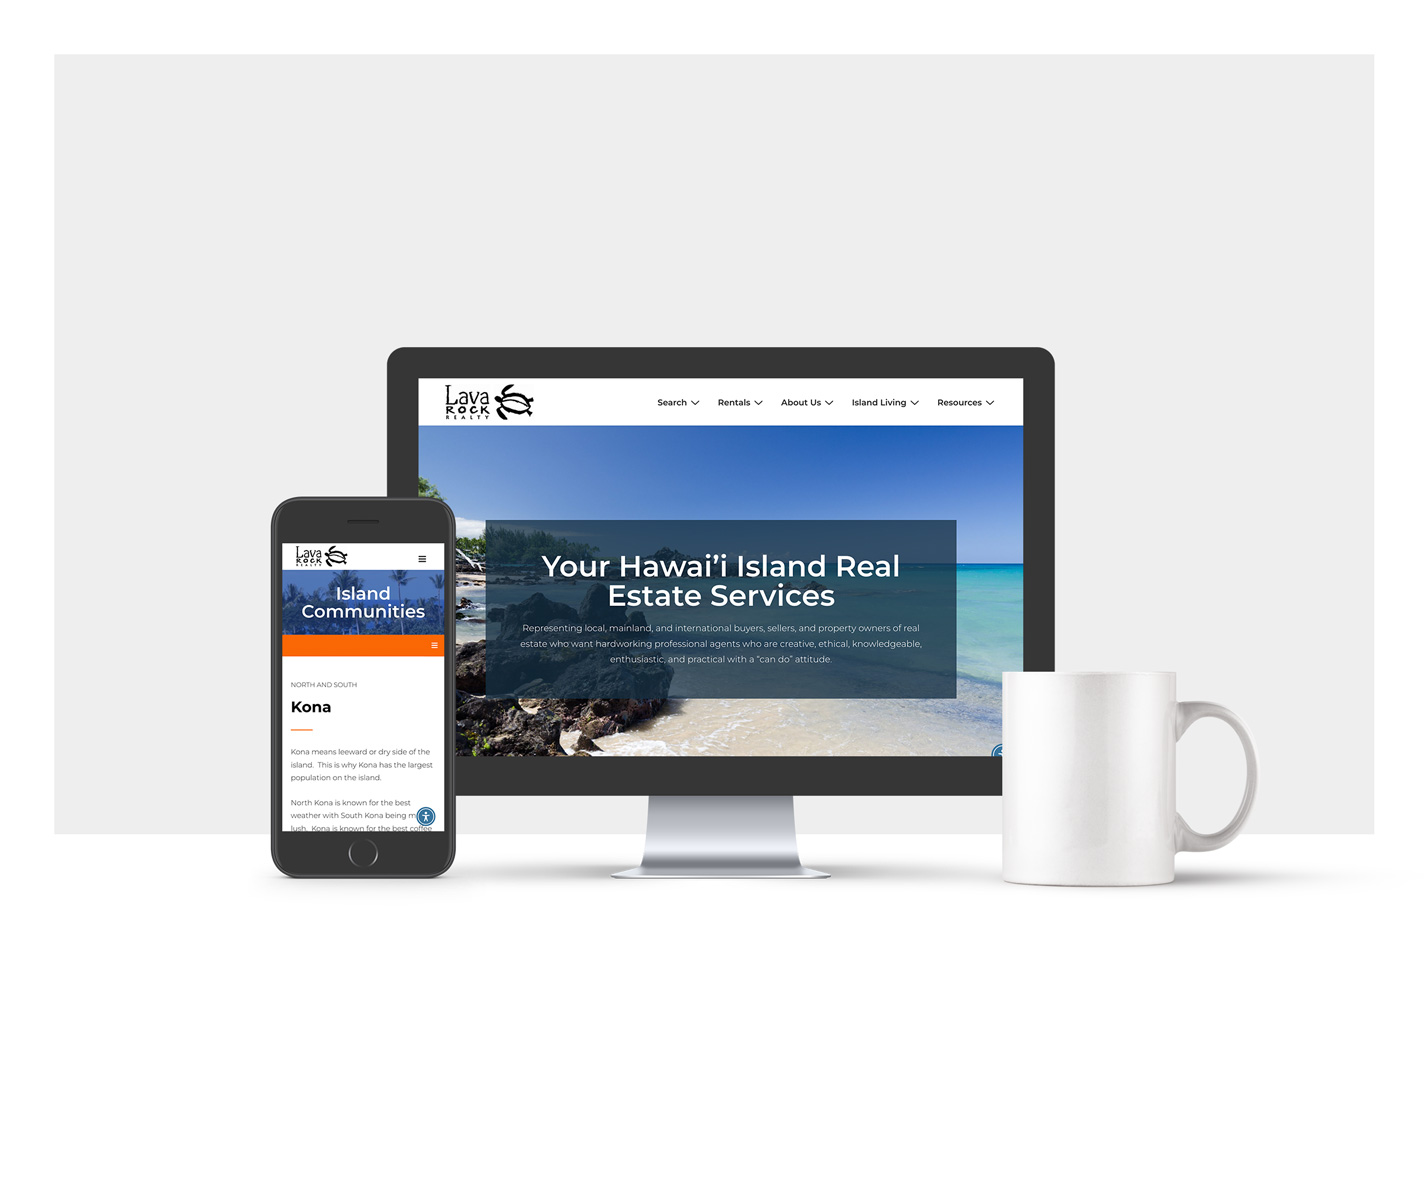 Lava
ROCK
REALTY
Search
Rentals
About Us
Island Living
Resources
Your Hawai’i Island Real
Estate Services
Representing local, mainland, and international buyers, sellers, and property owners of real
estate who want hardworking professional agents who are creative, ethical, knowledgeable,
enthusiastic, and practical with a “can do” attitude.
Lava
ROCK
REALTY
Island
Communities
NORTH AND SOUTH
Kona
Kona means leeward or dry side of the
island. This is why Kona has the largest
population on the island.
North Kona is known for the best
weather with South Kona being
lush. Kona is known for the best coffee